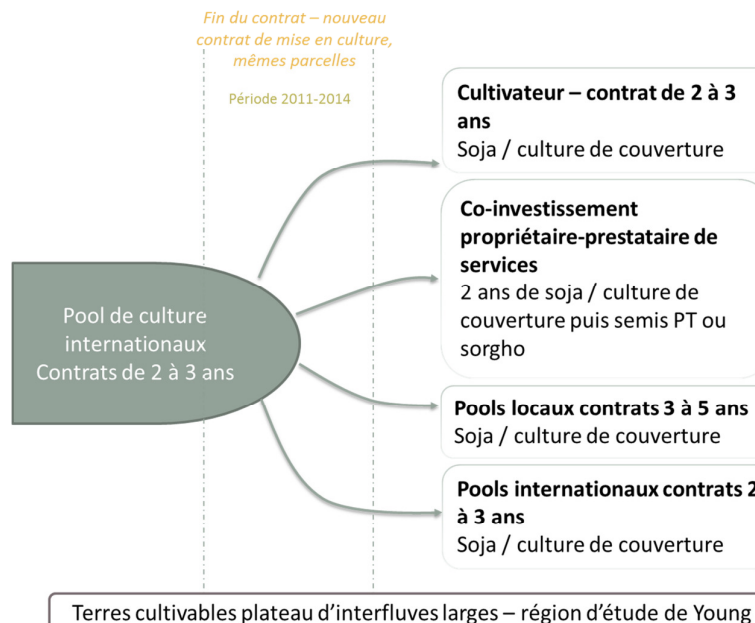 Fin du contrat – nouveau
contrat de mise en culture,
mêmes parcelles
Période 2011-2014
Pool de culture
internationaux
Contrats de 2 à 3 ans
Cultivateur – contrat de 2 à 3
ans
Soja / culture de couverture
Co-investissement
propriétaire-prestataire de
services
2 ans de soja / culture de
couverture puis semis PT ou
sorgho
Pools locaux contrats 3 à 5 ans
Soja / culture de couverture
Pools internationaux contrats 2
à 3 ans
Soja / culture de couverture
Terres cultivables plateau d'interfluves larges – région d'étude de Young